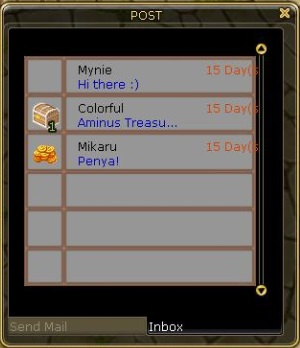 POST
Mynie 15 Day(s
Hi there :)
Colorful 15 Day(s
1
Aminus Treasu...
Mikaru 15 Day(s
Penya!
Send Mail Inbox